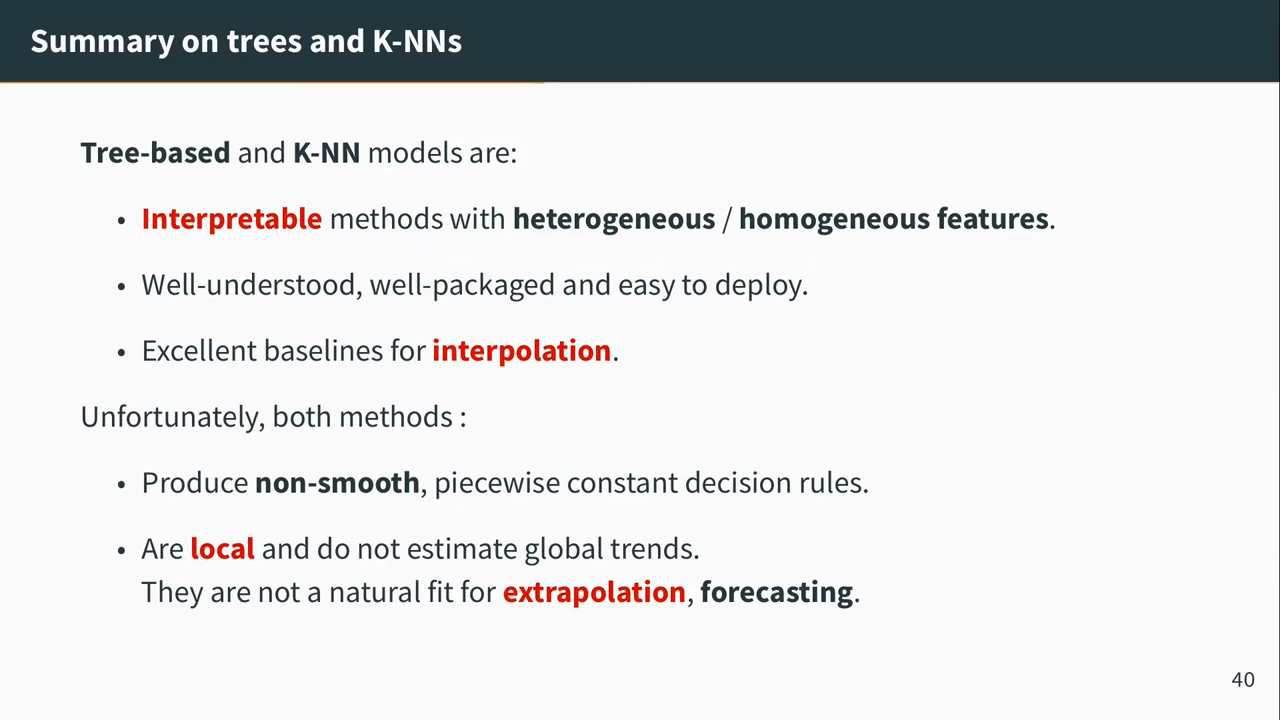 Summary on trees and K-NNs
Tree-based and K-NN models are:
• Interpretable methods with heterogeneous / homogeneous features.
• Well-understood, well-packaged and easy to deploy.
• Excellent baselines for interpolation.
Unfortunately, both methods :
• Produce non-smooth, piecewise constant decision rules.
• Are local and do not estimate global trends.
They are not a natural fit for extrapolation, forecasting.
40